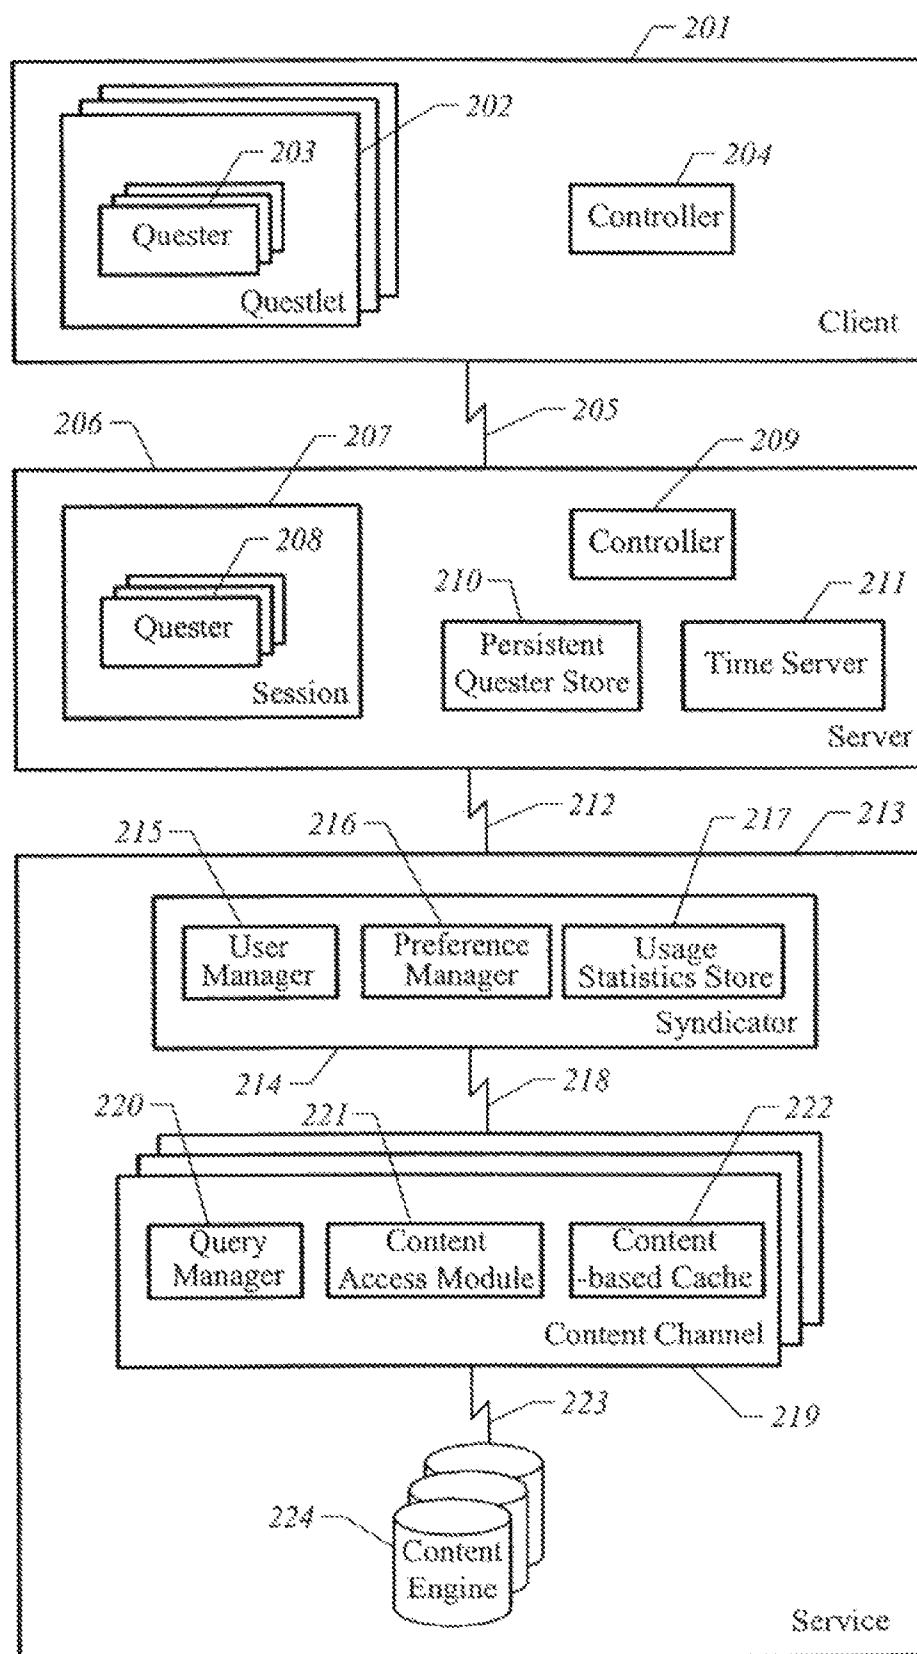 201
202
203
204
Quester
Controller
Questlet
Client
205
206
207
209
208
Controller
210
211
Quester
Persistent
Quester Store
Time Server
Session
Server
212
213
215
216
217
User
Manager
Preference
Manager
Usage
Statistics Store
Syndicator
214
218
220
221
222
Query
Manager
Content
Access Module
Content
-based Cache
Content Channel
219
223
224
Content
Engine
Service